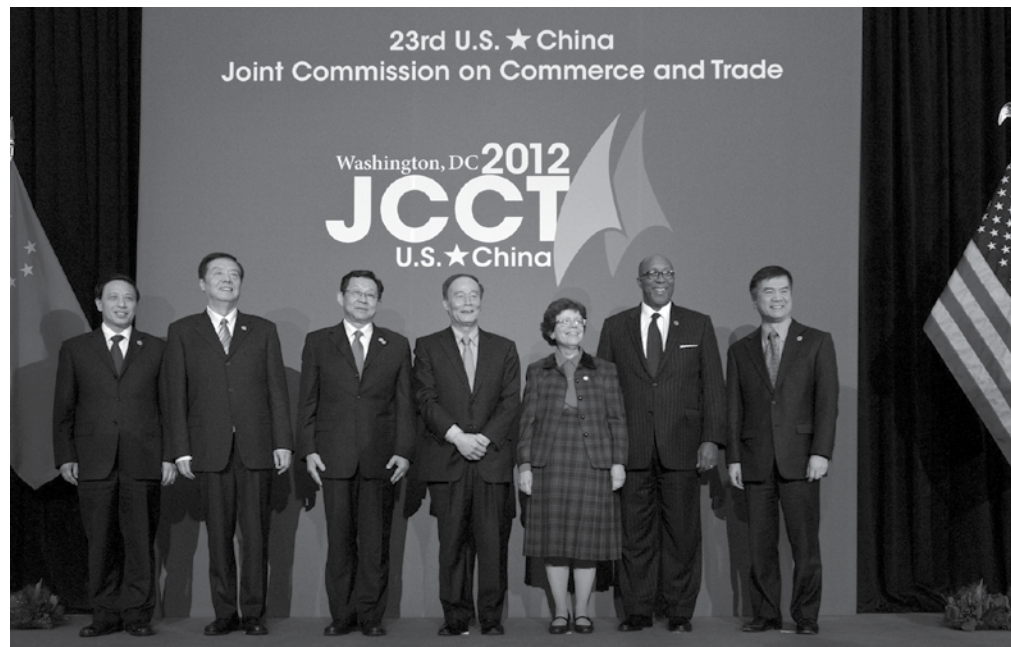 23rd U.S. ★ China
Joint Commission on Commerce and Trade
Washington, DC 2012
JCCT
U.S. ★ China